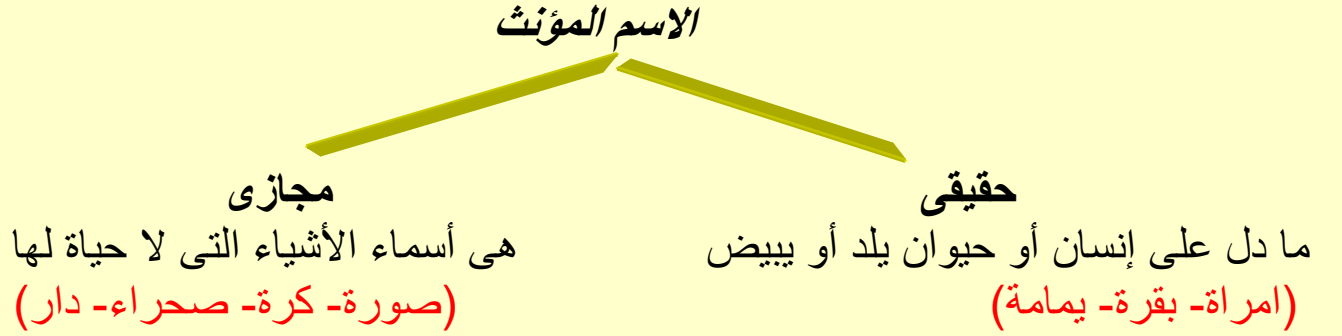 الاسم المؤنث
حقيقى
مجازى
ما دل على إنسان أو حيوان يلد أو يبيض
هى أسماء الأشياء التى لا حياة لها
(امراة- بقرة- يمامة)
(صورة- كرة- صحراء- دار)